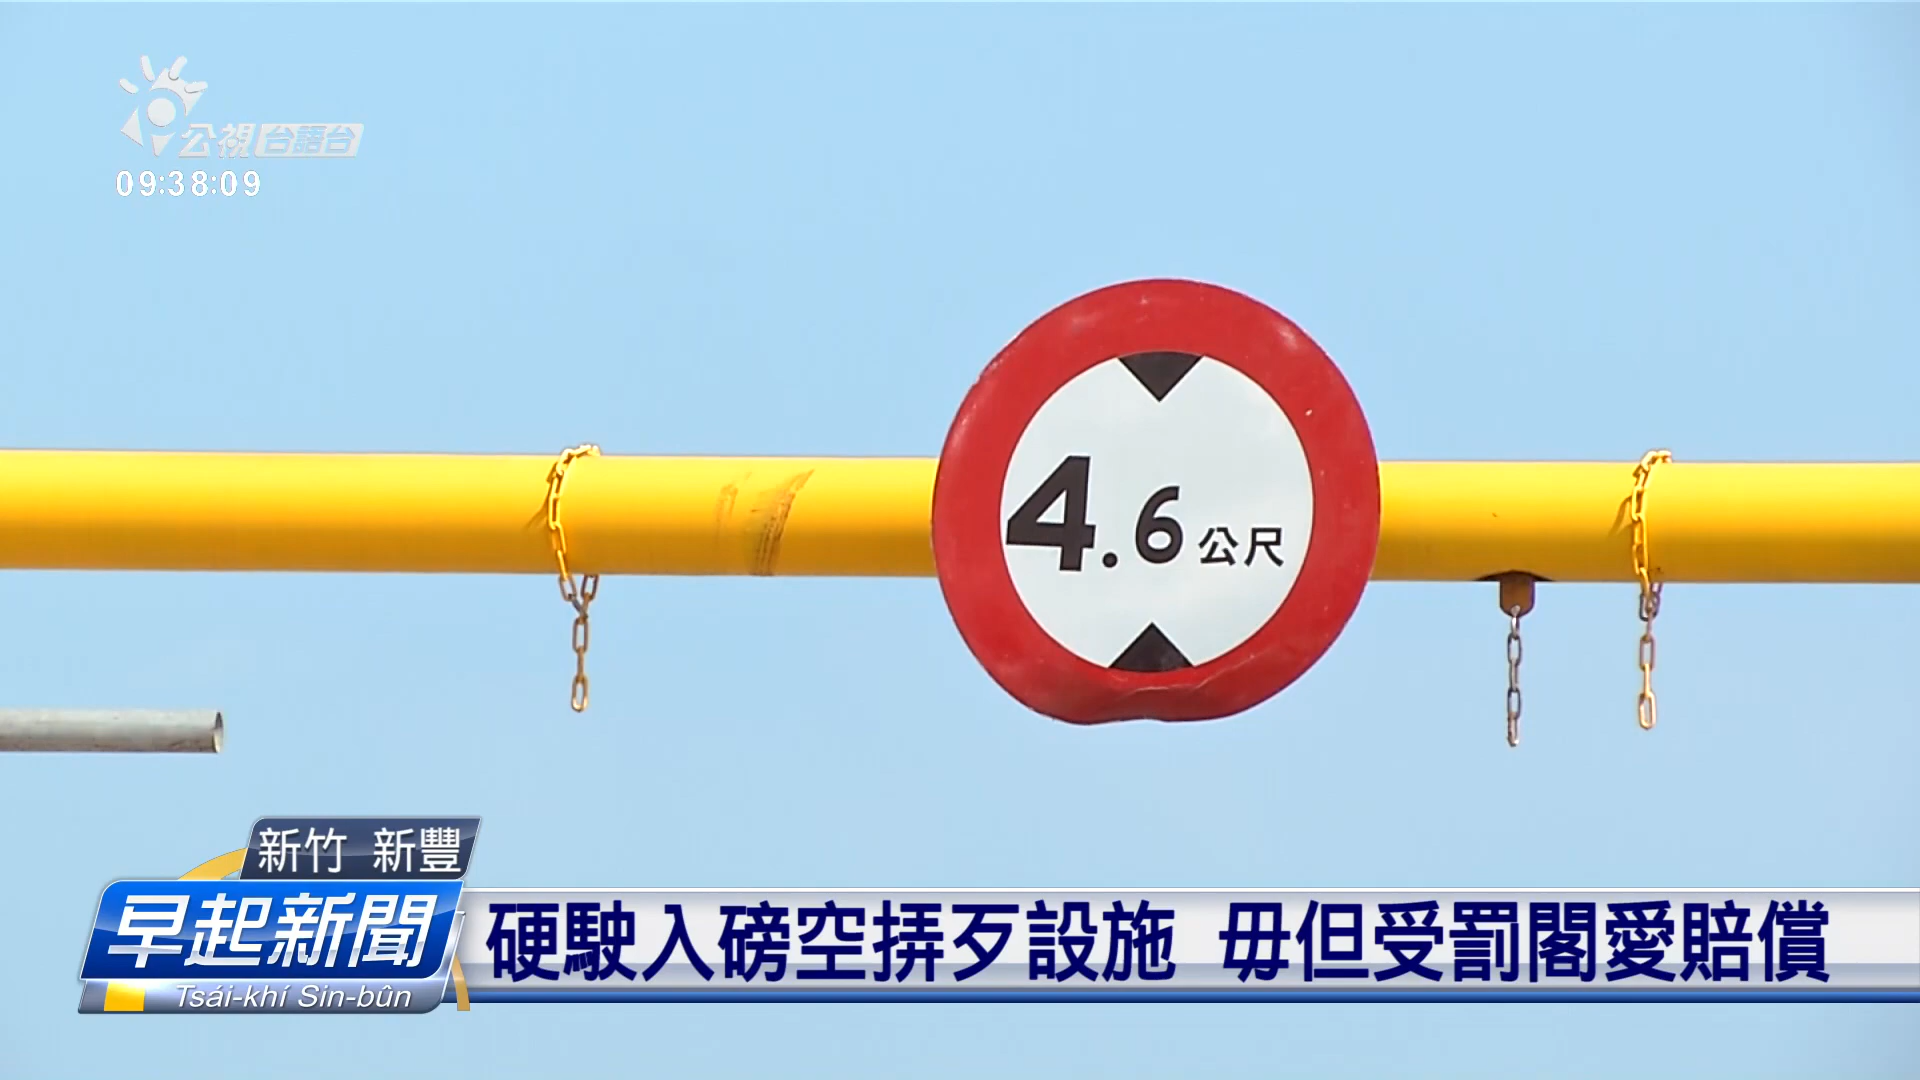 公視台語台
09:38:09
4.6公尺
新竹 新豐
早起新聞
Tsái-khí Sin-bûn
硬駛入磅空挵歹設施 毋但受罰閣愛賠償